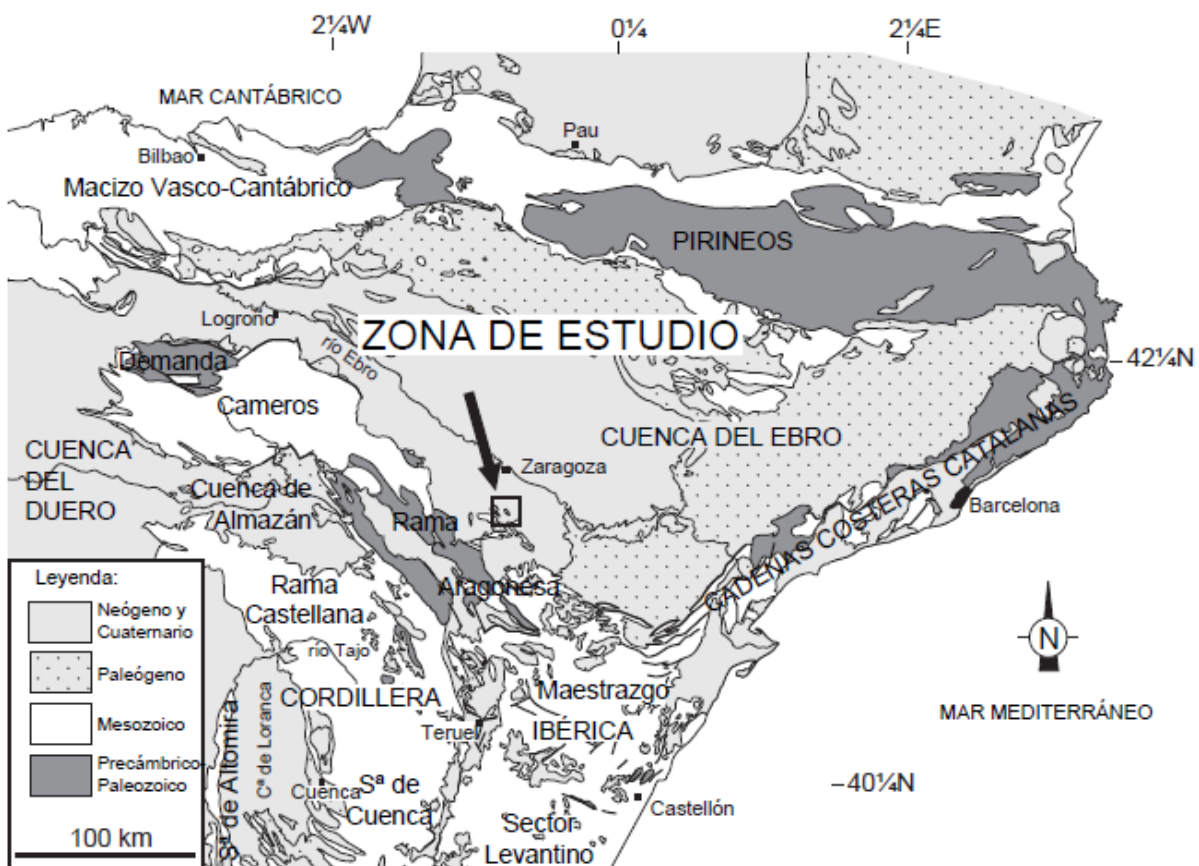 2¼W
0¼
2¼E
MAR CANTÁBRICO
Pau
Bilbao
Macizo Vasco-Cantábrico
PIRINEOS
Logroño
ZONA DE ESTUDIO
río Ebro
42¼N
Demanda
Cameros
CUENCA DEL EBRO
CUENCA
DEL
DUERO
Zaragoza
Cuenca de
Almazán
Rama
Aragonesa
Barcelona
CADENAS COSTERAS CATALANAS
Leyenda:
Neógeno y
Cuaternario
Paleógeno
Mesozoico
Precámbrico-
Paleozoico
100 km
Rama
Castellana
río Tajo
CORDILLERA
Maestrazgo
IBÉRICA
Teruel
N
MAR MEDITERRÁNEO
Sª de Altomira
Cª de Loranca
Cuenca
Sª de
Cuenca
40¼N
Castellón
Sector
Levantino